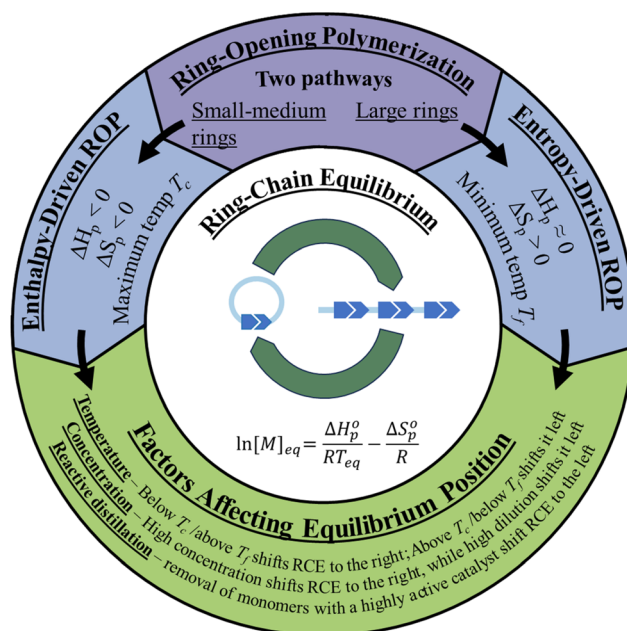 Ring-Opening Polymerization
Two pathways
Small-medium
rings
Large rings
Enthalpy-Driven ROP
ΔH_p < 0
ΔS_p < 0
Maximum temp T_c
Entropy-Driven ROP
ΔH_p ≈ 0
ΔS_p > 0
Minimum temp T_f
Ring-Chain Equilibrium
ln[M]_eq = ΔH_p^o / RT_eq − ΔS_p^o / R
Factors Affecting Equilibrium Position
Temperature – Below T_c /above T_f shifts RCE to the right; Above T_c /below T_f shifts it left
Concentration – High concentration shifts RCE to the right, while high dilution shifts it left
Reactive distillation – removal of monomers with a highly active catalyst shift RCE to the left